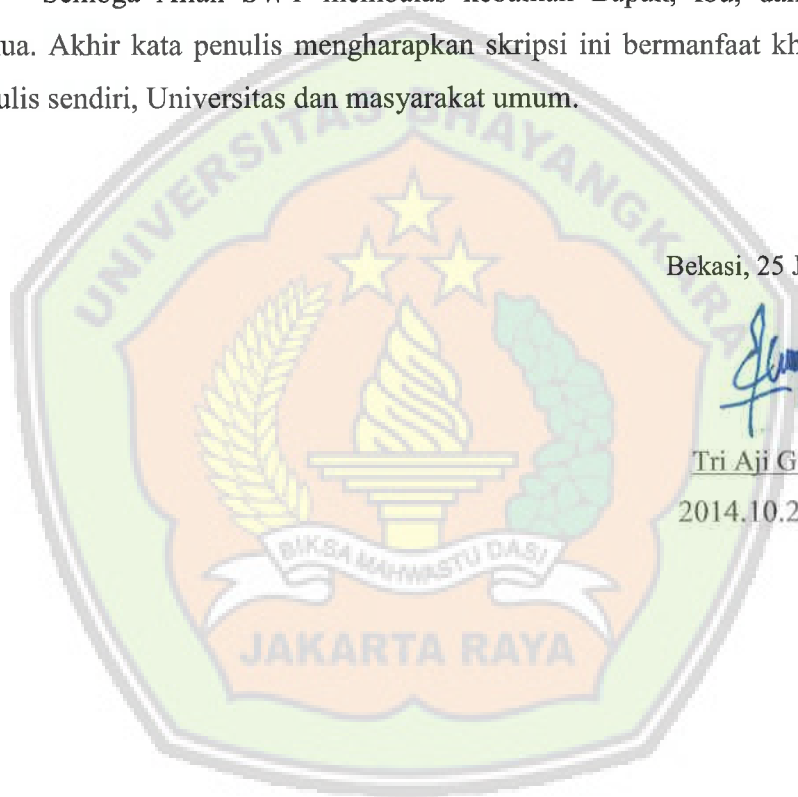 Semoga Allah SWT membalas kebaikan Bapak, Ibu, dan
ua. Akhir kata penulis mengharapkan skripsi ini bermanfaat kh
ulis sendiri, Universitas dan masyarakat umum.
UNIVERSITAS BHAYANGKARA
Bekasi, 25 J
Tri Aji G
2014.10.2
BIKSA MAHWASTU DASI
JAKARTA RAYA